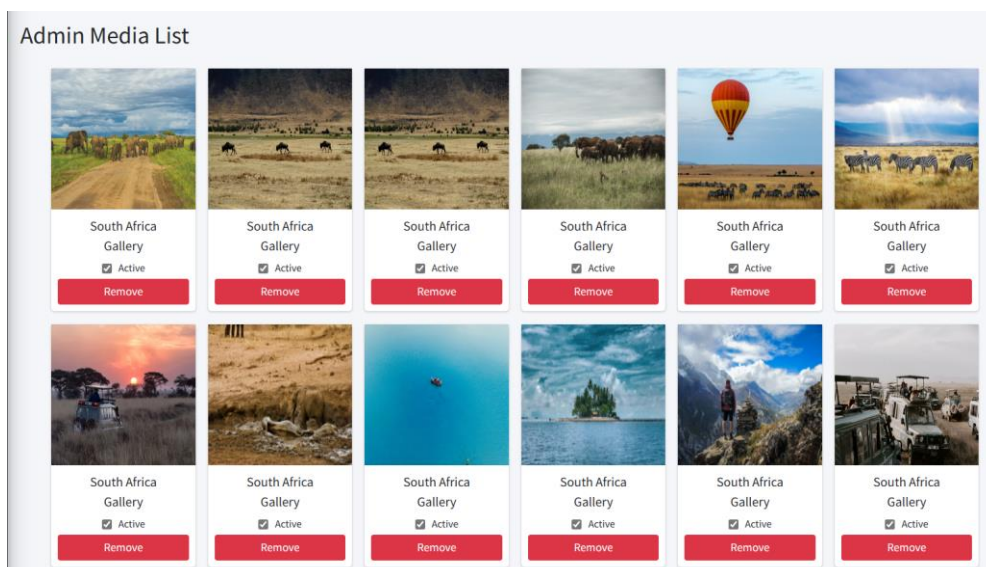 Admin Media List
South Africa South Africa South Africa South Africa South Africa South Africa
Gallery Gallery Gallery Gallery Gallery Gallery
Active Active Active Active Active Active
Remove Remove Remove Remove Remove Remove
South Africa South Africa South Africa South Africa South Africa South Africa
Gallery Gallery Gallery Gallery Gallery Gallery
Active Active Active Active Active Active
Remove Remove Remove Remove Remove Remove